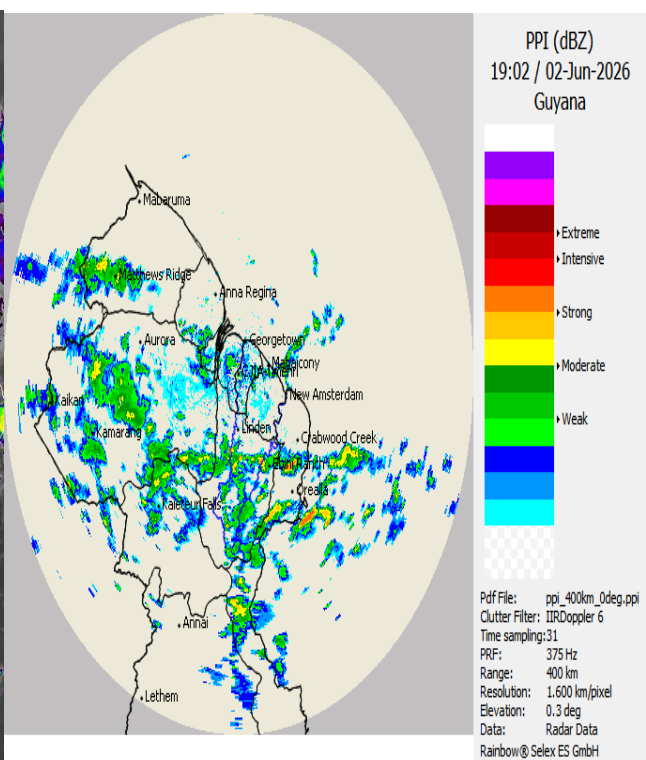 PPI (dBZ)
19:02 / 02-Jun-2026
Guyana
Extreme
Intensive
Strong
Moderate
Weak
Mabaruma
Matthews Ridge
Anna Regina
Aurora
Georgetown
Mahaicony
New Amsterdam
Kaikan
Kamarang
Linden
Crabwood Creek
Orealla
Kaieteur Falls
Annai
Lethem
Pdf File: ppi_400km_0deg.ppi
Clutter Filter: IIRDoppler 6
Time sampling:31
PRF: 375 Hz
Range: 400 km
Resolution: 1.600 km/pixel
Elevation: 0.3 deg
Data: Radar Data
Rainbow® Selex ES GmbH